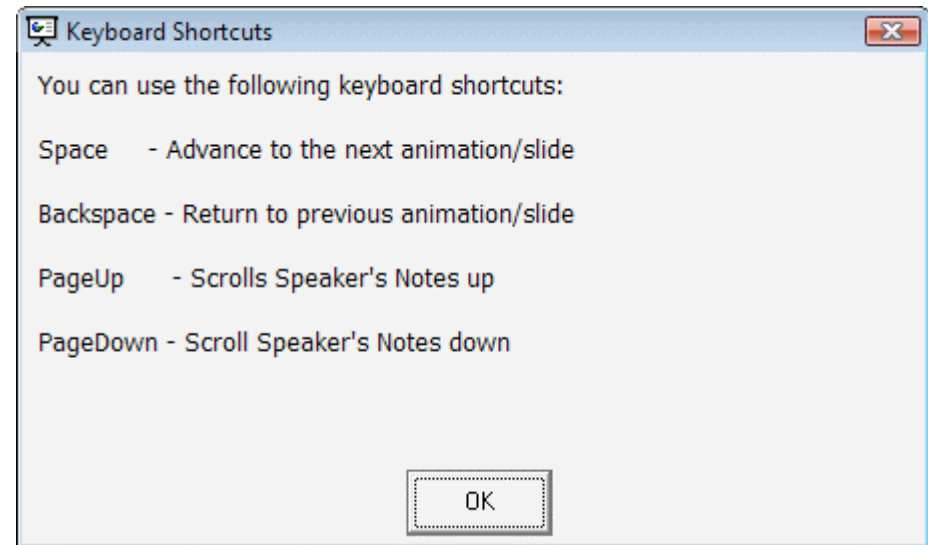 Keyboard Shortcuts
You can use the following keyboard shortcuts:
Space - Advance to the next animation/slide
Backspace - Return to previous animation/slide
PageUp - Scrolls Speaker's Notes up
PageDown - Scroll Speaker's Notes down
OK